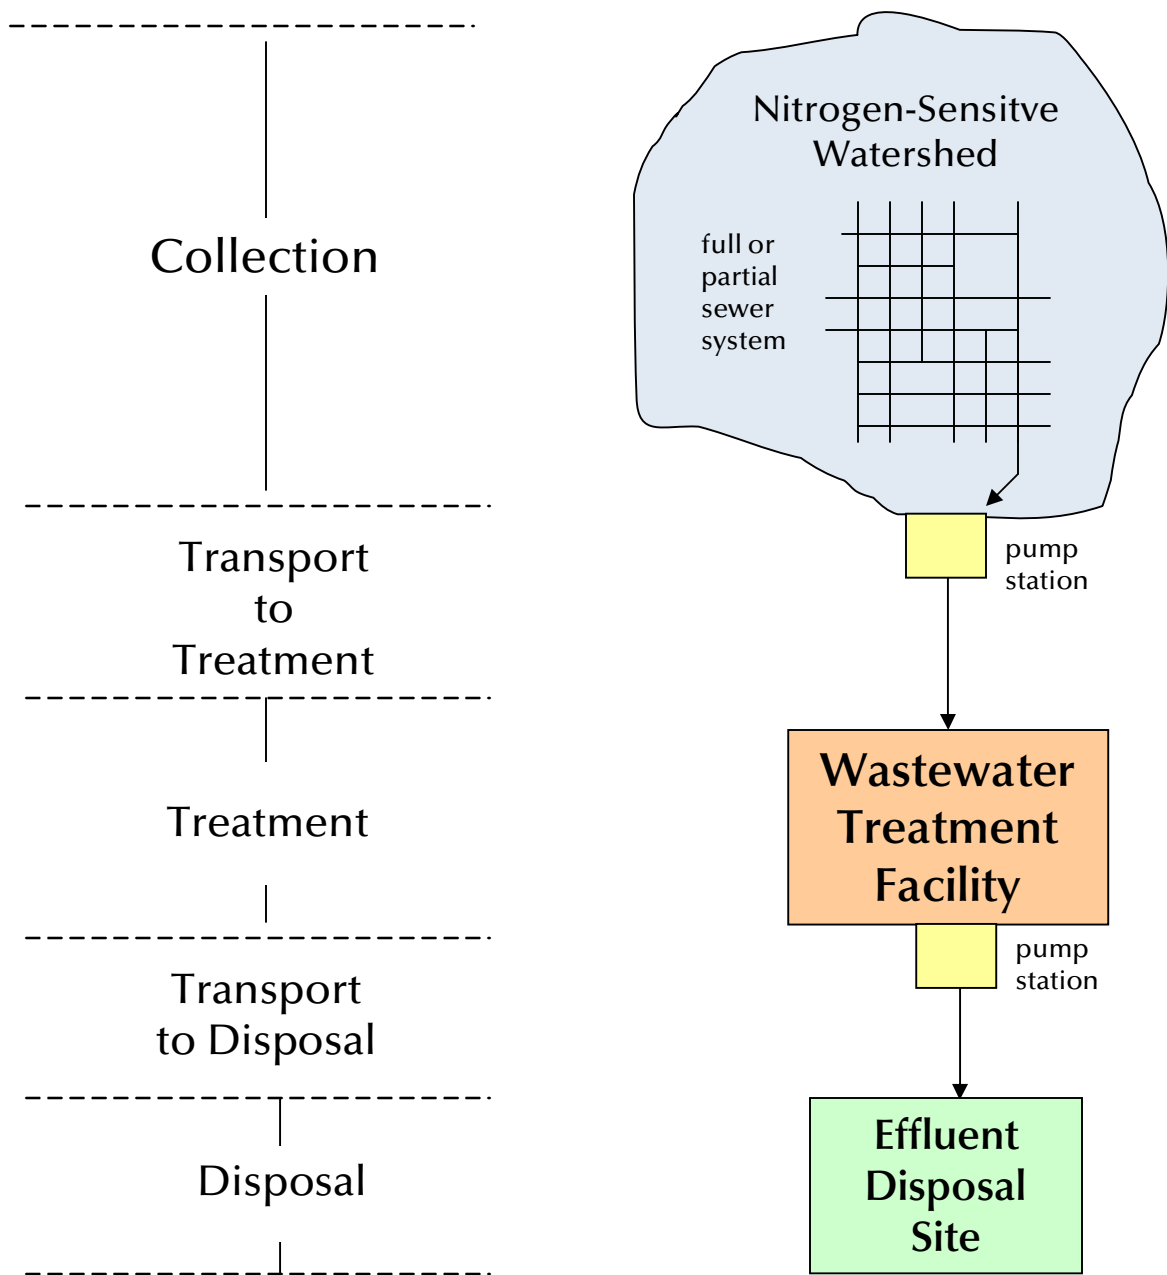 Nitrogen-Sensitve
Watershed
full or
partial
sewer
system
Collection
pump
station
Transport
to
Treatment
Wastewater
Treatment
Facility
Treatment
pump
station
Transport
to Disposal
Effluent
Disposal
Site
Disposal